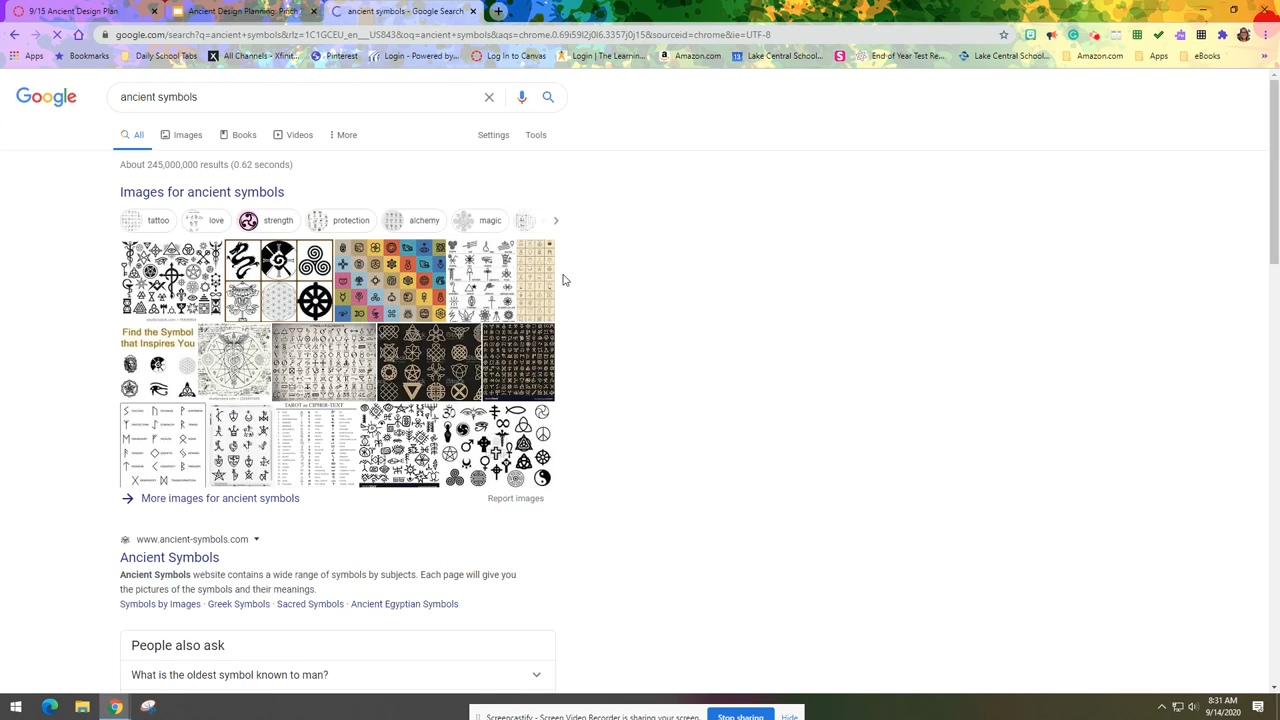 9/15 Ancient Design Plan
Ancient Design Planning: Pinch
ancient symbols - Google Search
google.com/search?q=ancient+symbols&rlz=1C1GCEU_en__US843&oq=ancient+symbols&aqs=chrome.0.69i59l2j0l6.3357j0j15&sourceid=chrome&ie=UTF-8
Apps
Bookmarks
Daily School Tabs
All Channels - Xfinit...
Pinterest
Login - Powered by...
Log In to Canvas
Login | The Learnin...
Amazon.com
Lake Central School...
End of Year Test Re...
Lake Central School...
Amazon.com
Apps
eBooks
Google
ancient symbols
All
Images
Books
Videos
More
Settings
Tools
About 245,000,000 results (0.62 seconds)
Images for ancient symbols
tattoo
love
strength
protection
alchemy
magic
Find the Symbol
that Inspires You
TAROT as CIPHER-TEXT
More images for ancient symbols
Report images
www.ancient-symbols.com
Ancient Symbols
Ancient Symbols website contains a wide range of symbols by subjects. Each page will give you
the pictures of the symbols and their meanings.
Symbols by Images · Greek Symbols · Sacred Symbols · Ancient Egyptian Symbols
People also ask
What is the oldest symbol known to man?
8:31 AM
9/14/2020
Screencastify - Screen Video Recorder is sharing your screen.
Stop sharing
Hide